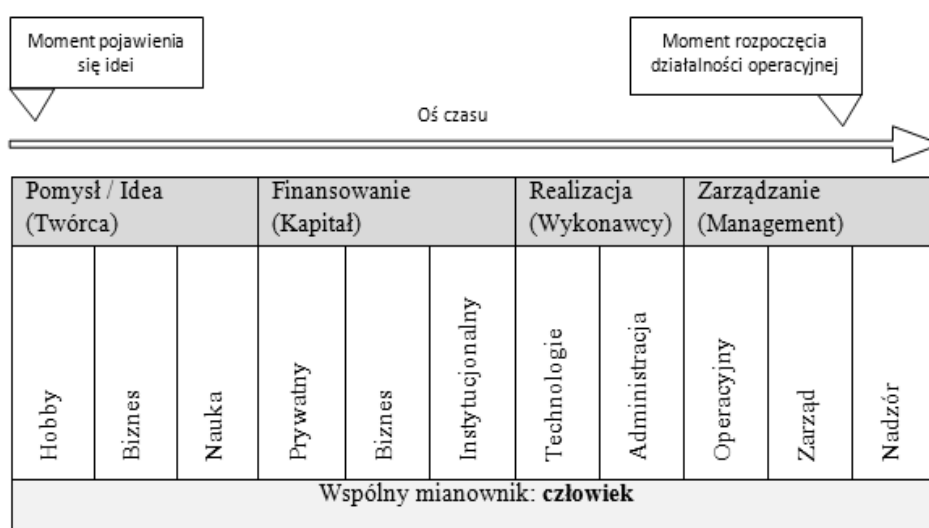 Moment pojawienia
się idei
Moment rozpoczęcia
działalności operacyjnej
Oś czasu
Pomysł / Idea
(Twórca)
Finansowanie
(Kapitał)
Realizacja
(Wykonawcy)
Zarządzanie
(Management)
Hobby
Biznes
Nauka
Prywatny
Biznes
Instytucjonalny
Technologie
Administracja
Operacyjny
Zarząd
Nadzór
Wspólny mianownik: człowiek